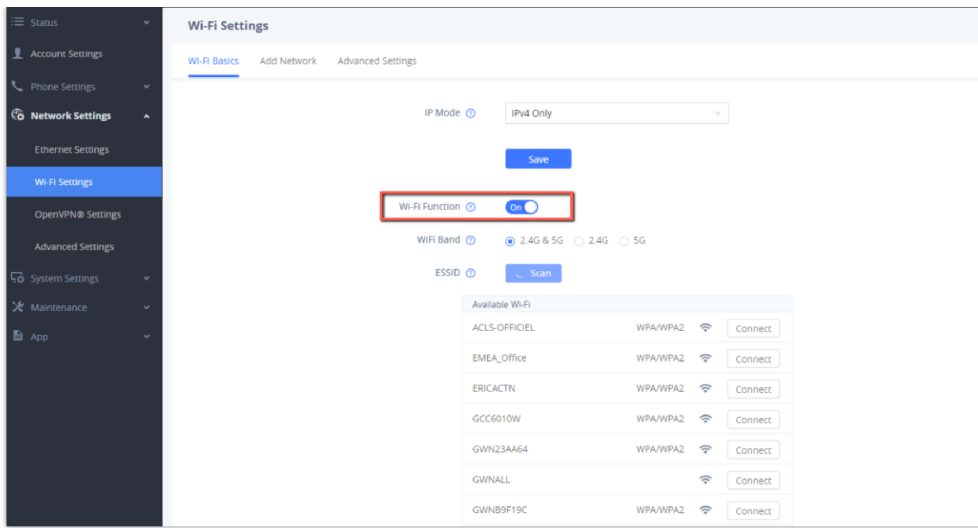 Status
Account Settings
Phone Settings
Network Settings
Ethernet Settings
Wi-Fi Settings
OpenVPN® Settings
Advanced Settings
System Settings
Maintenance
App
Wi-Fi Settings
Wi-Fi Basics Add Network Advanced Settings
IP Mode ? IPv4 Only
Save
Wi-Fi Function ? On
WiFi Band ? 2.4G & 5G 2.4G 5G
ESSID ? Scan
Available Wi-Fi
ACLS-OFFICIEL WPA/WPA2 Connect
EMEA_Office WPA/WPA2 Connect
ERICACTN WPA/WPA2 Connect
GCC6010W WPA/WPA2 Connect
GWN23AA64 WPA/WPA2 Connect
GWNALL Connect
GWNB9F19C WPA/WPA2 Connect